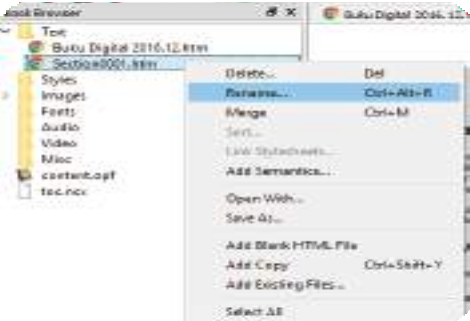 Book Browser
Text
Buku Digital 2016.12.htm
Section0001.htm
Styles
Images
Fonts
Audio
Video
Misc
content.opf
toc.ncx
Buku Digital 2016.12
Delete... Del
Rename... Ctrl+Alt+R
Merge Ctrl+M
Sort...
Link Stylesheets...
Add Semantics...
Open With...
Save As...
Add Blank HTML File
Add Copy Ctrl+Shift+Y
Add Existing Files...
Select All